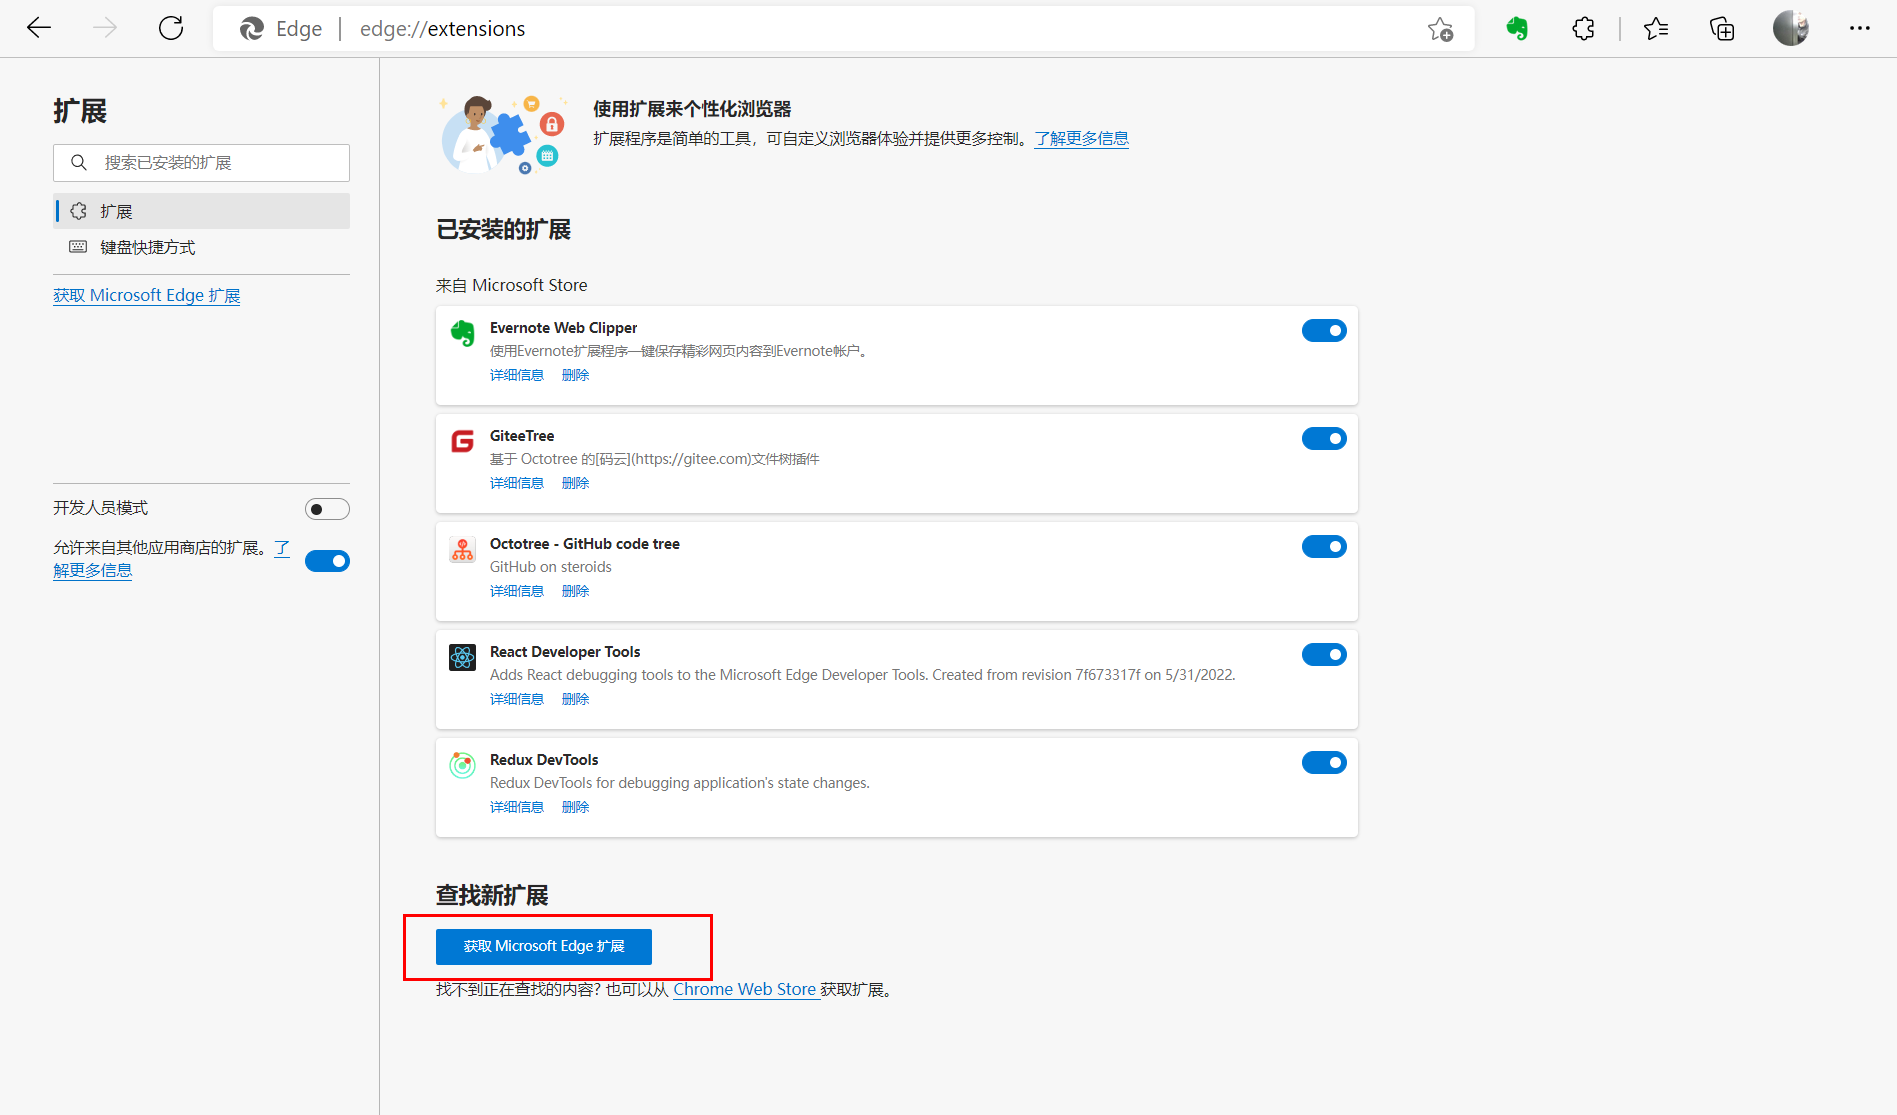 Edge
edge://extensions
扩展
搜索已安装的扩展
扩展
键盘快捷方式
获取 Microsoft Edge 扩展
开发人员模式
允许来自其他应用商店的扩展。了
解更多信息
使用扩展来个性化浏览器
扩展程序是简单的工具，可自定义浏览器体验并提供更多控制。了解更多信息
已安装的扩展
来自 Microsoft Store
Evernote Web Clipper
使用Evernote扩展程序一键保存精彩网页内容到Evernote帐户。
详细信息 删除
GiteeTree
基于 Octotree 的[码云](https://gitee.com)文件树插件
详细信息 删除
Octotree - GitHub code tree
GitHub on steroids
详细信息 删除
React Developer Tools
Adds React debugging tools to the Microsoft Edge Developer Tools. Created from revision 7f673317f on 5/31/2022.
详细信息 删除
Redux DevTools
Redux DevTools for debugging application's state changes.
详细信息 删除
查找新扩展
获取 Microsoft Edge 扩展
找不到正在查找的内容? 也可以从 Chrome Web Store 获取扩展。